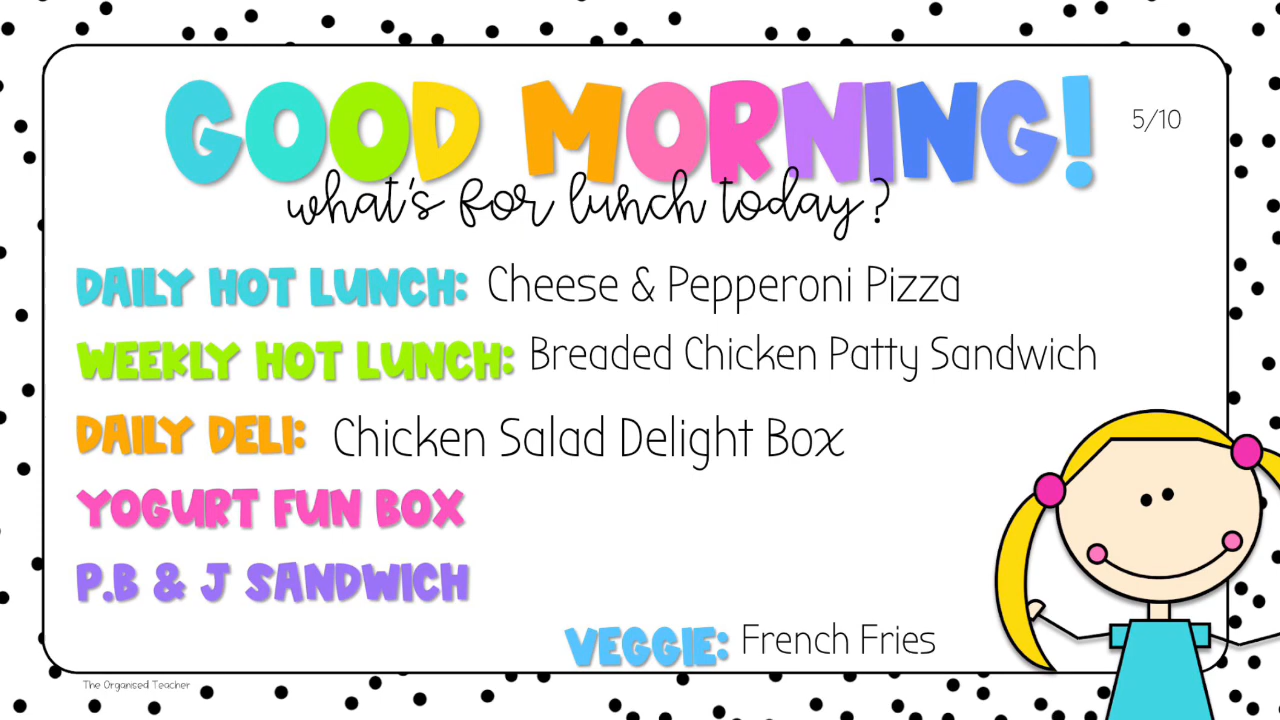 GOOD MORNING!
5/10
what's for lunch today?
DAILY HOT LUNCH: Cheese & Pepperoni Pizza
WEEKLY HOT LUNCH: Breaded Chicken Patty Sandwich
DAILY DELI: Chicken Salad Delight Box
YOGURT FUN BOX
P.B & J SANDWICH
VEGGIE: French Fries
The Organised Teacher